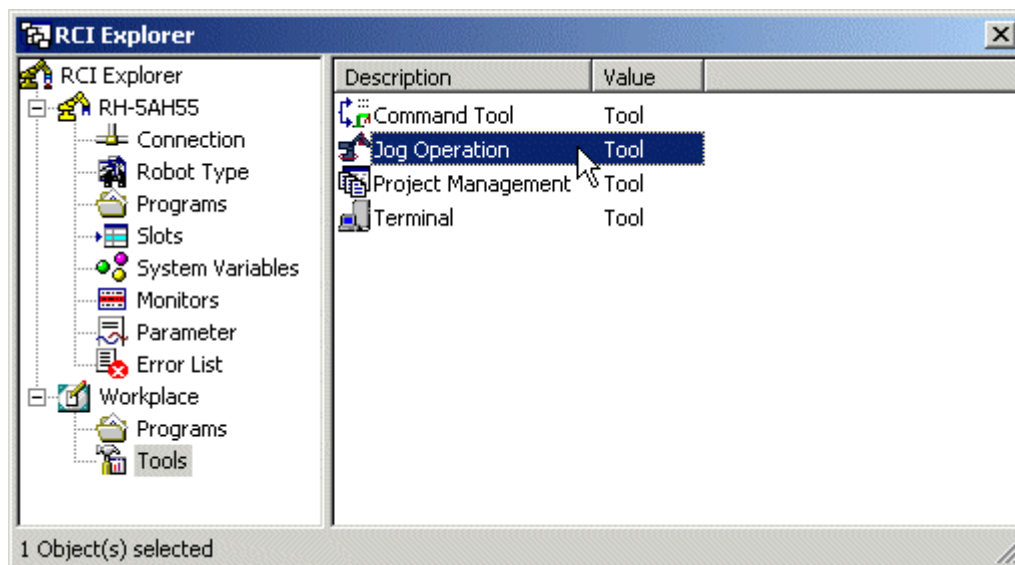 RCI Explorer
RCI Explorer
RH-5AH55
Connection
Robot Type
Programs
Slots
System Variables
Monitors
Parameter
Error List
Workplace
Programs
Tools
Description Value
Command Tool Tool
Jog Operation Tool
Project Management Tool
Terminal Tool
1 Object(s) selected